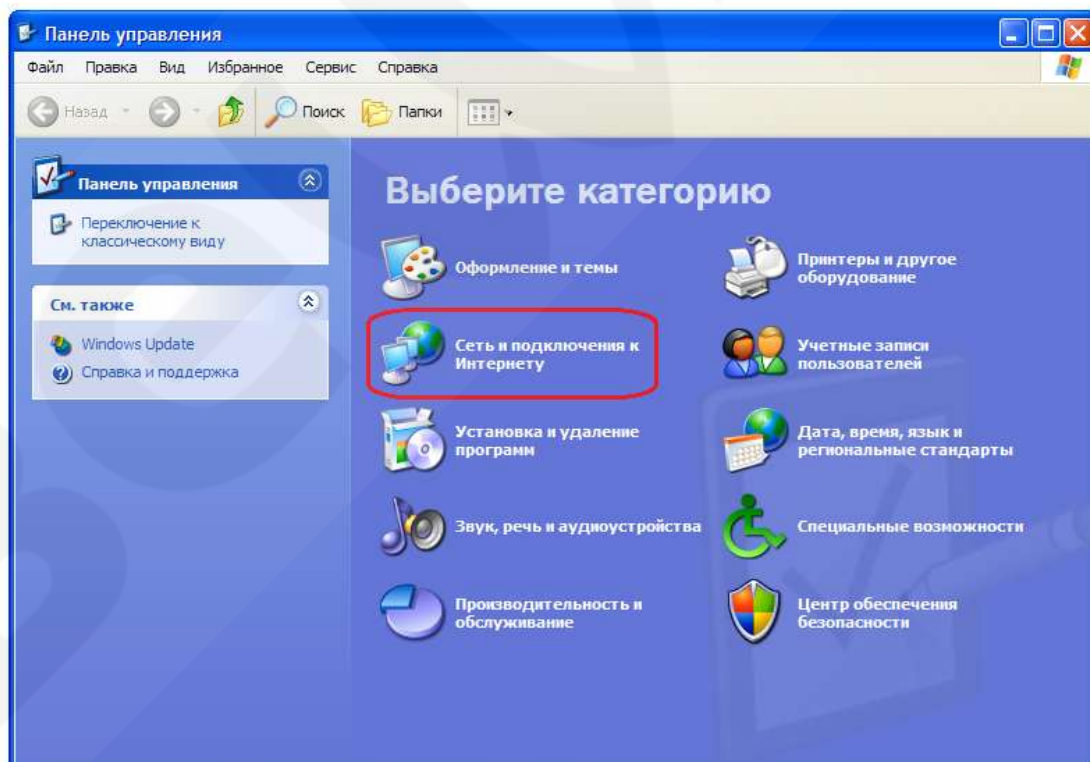 Панель управления
Файл Правка Вид Избранное Сервис Справка
Назад Поиск Папки
Панель управления
Переключение к
классическому виду
См. также
Windows Update
Справка и поддержка
Выберите категорию
Оформление и темы
Принтеры и другое
оборудование
Сеть и подключения к
Интернету
Учетные записи
пользователей
Установка и удаление
программ
Дата, время, язык и
региональные стандарты
Звук, речь и аудиоустройства
Специальные возможности
Производительность и
обслуживание
Центр обеспечения
безопасности